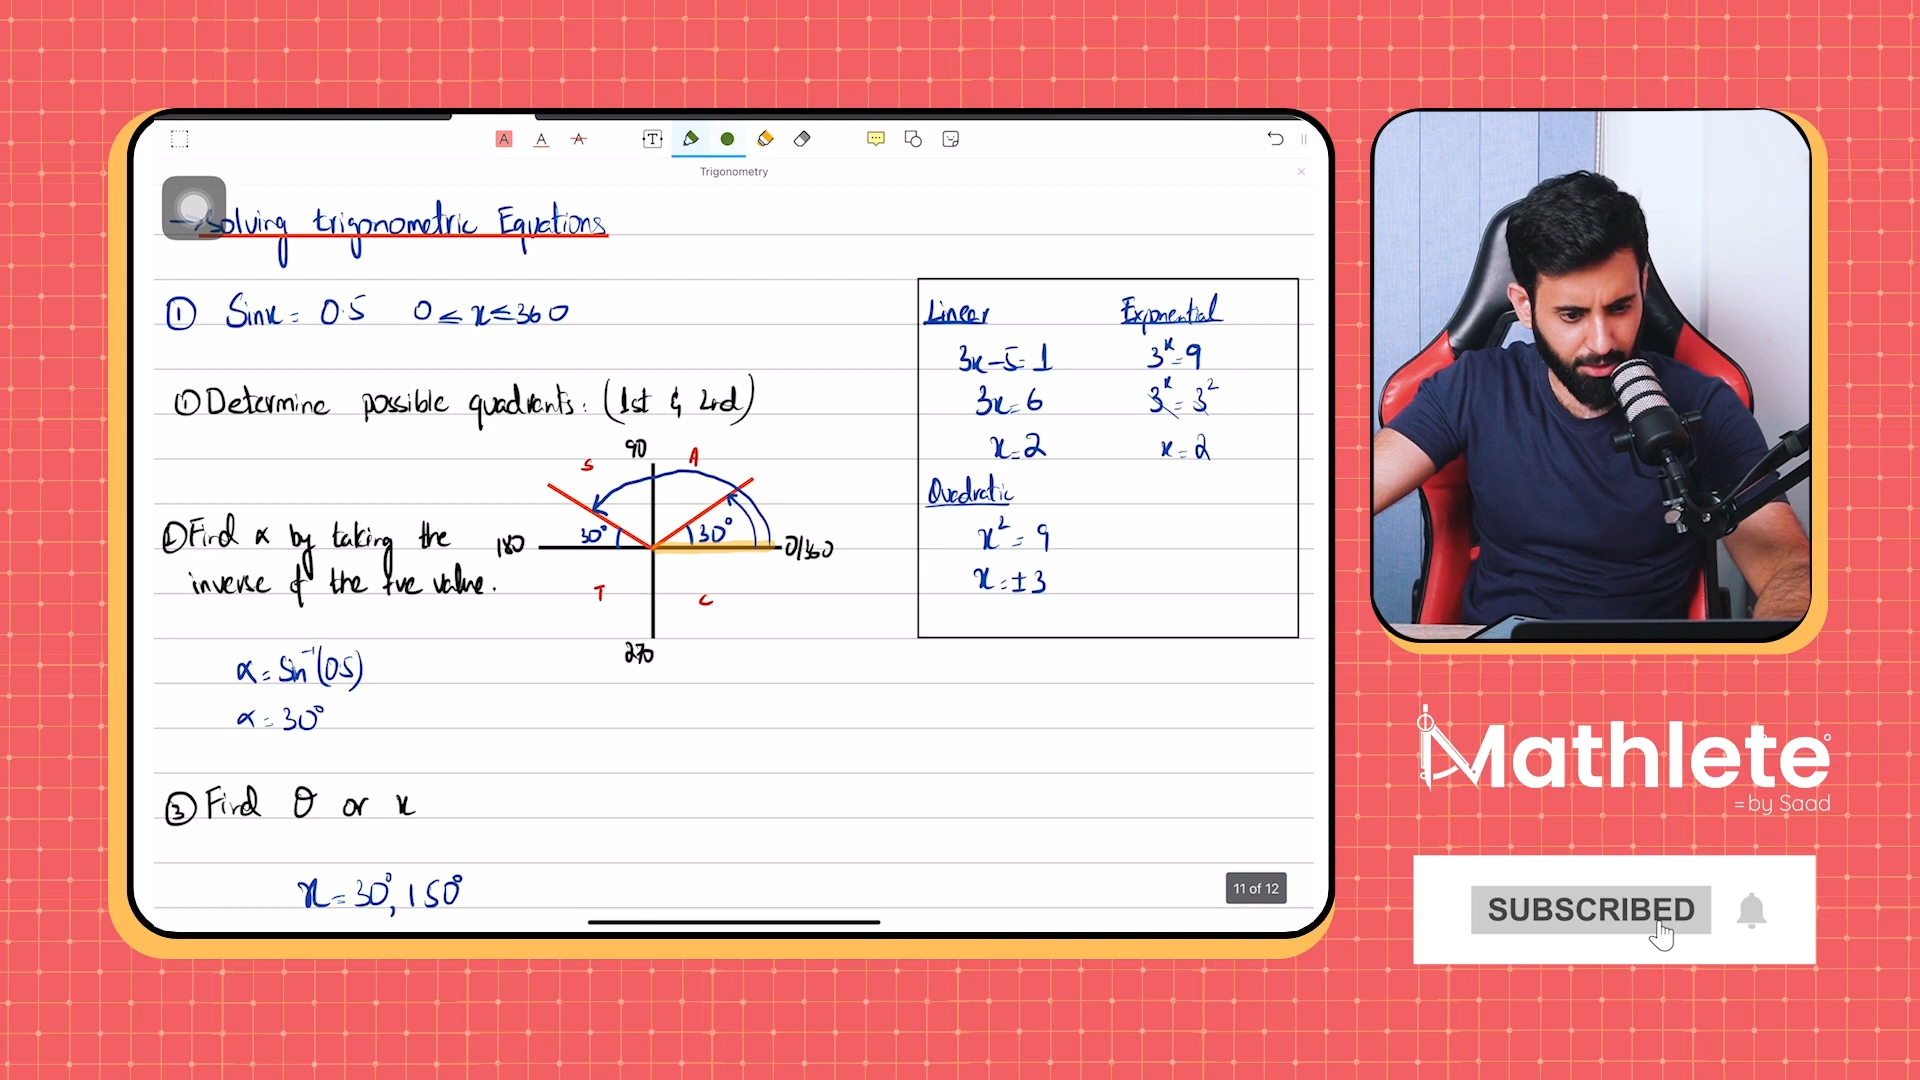 Trigonometry
→ Solving trigonometric Equations
① Sinx = 0.5 0 ≤ x ≤ 360
① Determine possible quadrants: (1st & 2nd)
90
S
A
30°
30°
180
0/360
T
C
270
② Find α by taking the
inverse of the +ve value.
α = Sin⁻¹(0.5)
α = 30°
③ Find θ or x
x = 30°, 150°
Linear
3x-5=1
3x=6
x=2
Exponential
3ˣ=9
3ˣ=3²
x=2
Quadratic
x²=9
x=±3
11 of 12
Mathlete
=by Saad
SUBSCRIBED